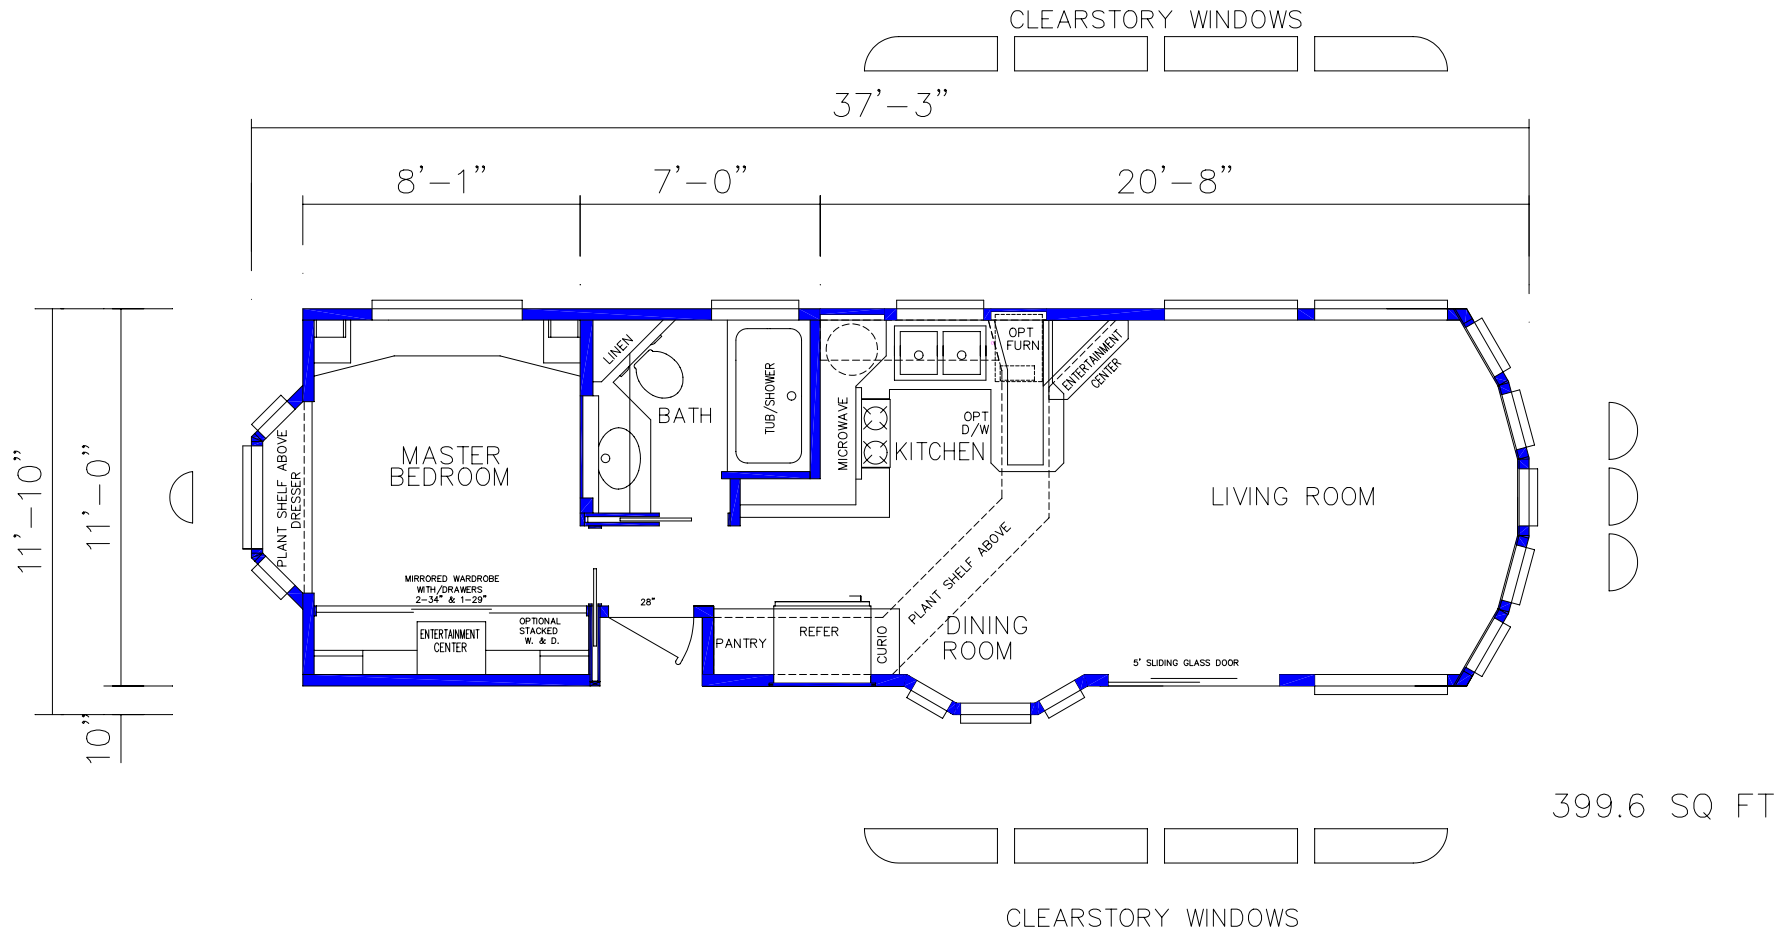 CLEARSTORY WINDOWS
37'-3"
8'-1"
7'-0"
20'-8"
11'-10"
11'-0"
10"
PLANT SHELF ABOVE
DRESSER
MASTER
BEDROOM
MIRRORED WARDROBE
WITH/DRAWERS
2-34" & 1-29"
ENTERTAINMENT
CENTER
OPTIONAL
STACKED
W. & D.
LINEN
BATH
TUB/SHOWER
28"
MICROWAVE
KITCHEN
OPT
D/W
OPT
FURN
ENTERTAINMENT
CENTER
PANTRY
REFER
CURIO
PLANT SHELF ABOVE
DINING
ROOM
LIVING ROOM
5' SLIDING GLASS DOOR
399.6 SQ FT
CLEARSTORY WINDOWS